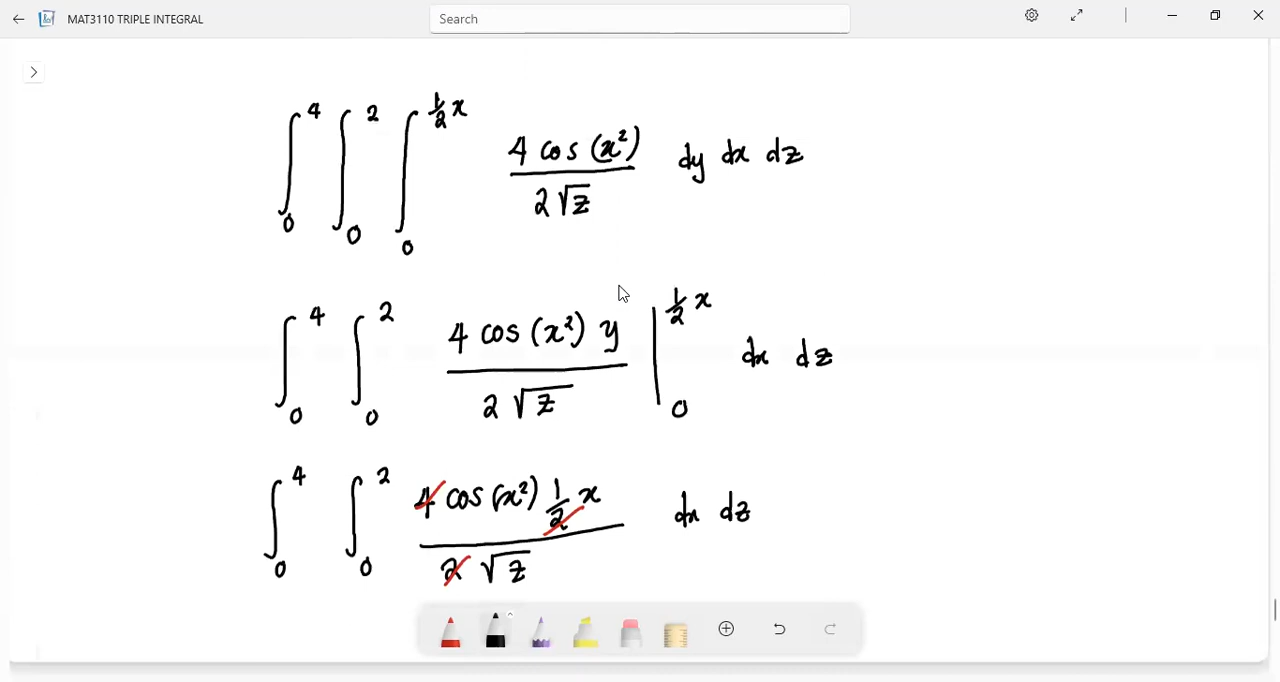 MAT3110 TRIPLE INTEGRAL
Search
∫₀⁴ ∫₀² ∫₀^{½x} 4 cos (x²) / 2√z dy dx dz
∫₀⁴ ∫₀² 4 cos (x²) y / 2√z |₀^{½x} dx dz
∫₀⁴ ∫₀² 4 cos (x²) ½x / 2√z dx dz